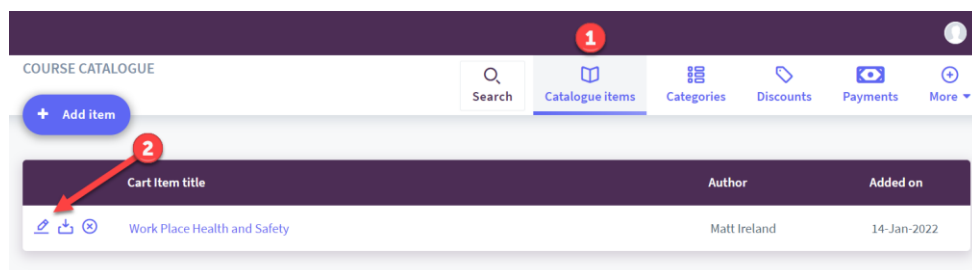 1
COURSE CATALOGUE
Search
Catalogue items
Categories
Discounts
Payments
More
+ Add item
2
Cart Item title Author Added on
Work Place Health and Safety Matt Ireland 14-Jan-2022